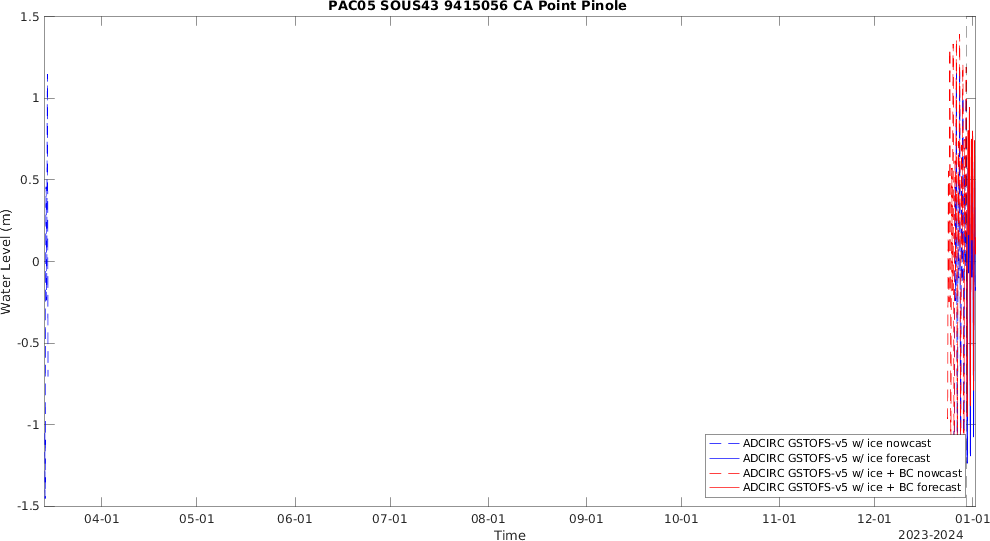 PAC05 SOUS43 9415056 CA Point Pinole
1.5
1
0.5
0
-0.5
-1
-1.5
Water Level (m)
04-01 05-01 06-01 07-01 08-01 09-01 10-01 11-01 12-01 01-01
Time
2023-2024
ADCIRC GSTOFS-v5 w/ ice nowcast
ADCIRC GSTOFS-v5 w/ ice forecast
ADCIRC GSTOFS-v5 w/ ice + BC nowcast
ADCIRC GSTOFS-v5 w/ ice + BC forecast